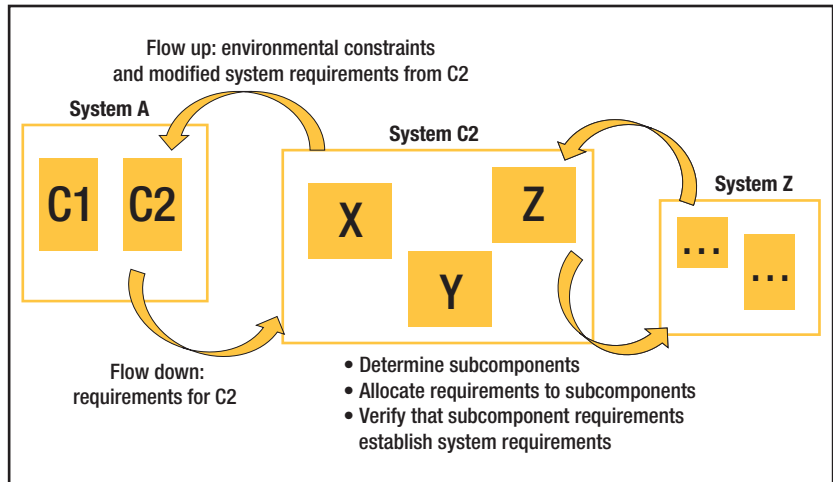 Flow up: environmental constraints
and modified system requirements from C2
System A
System C2
System Z
C1
C2
X
Y
Z
...
...
Flow down:
requirements for C2
• Determine subcomponents
• Allocate requirements to subcomponents
• Verify that subcomponent requirements
establish system requirements